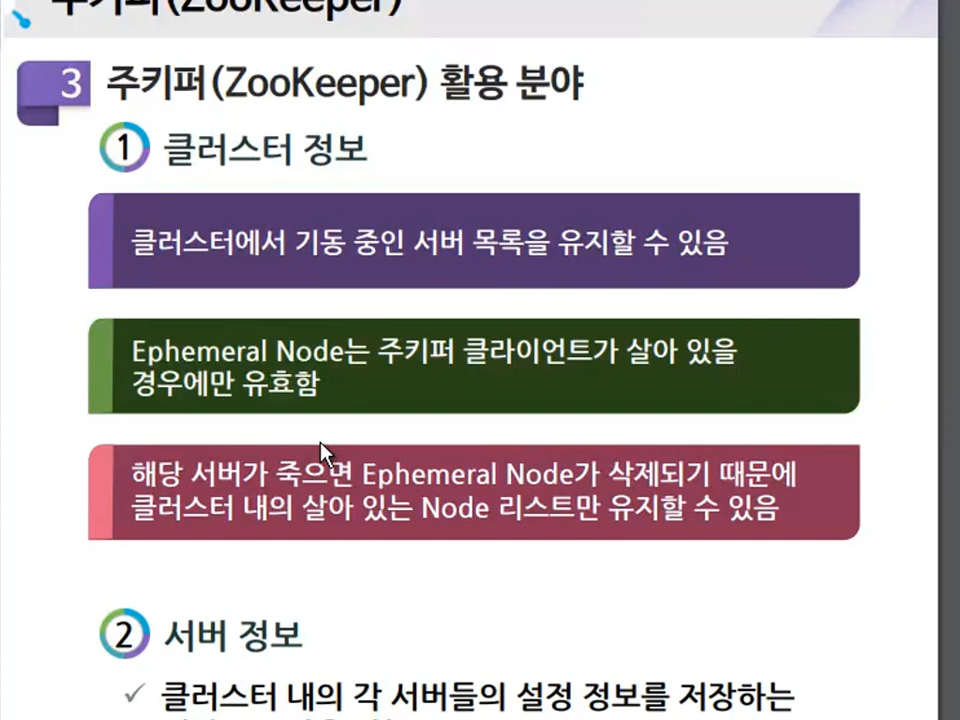 주키퍼(ZooKeeper)
3 주키퍼(ZooKeeper) 활용 분야
1 클러스터 정보
클러스터에서 기동 중인 서버 목록을 유지할 수 있음
Ephemeral Node는 주키퍼 클라이언트가 살아 있을
경우에만 유효함
해당 서버가 죽으면 Ephemeral Node가 삭제되기 때문에
클러스터 내의 살아 있는 Node 리스트만 유지할 수 있음
2 서버 정보
✓ 클러스터 내의 각 서버들의 설정 정보를 저장하는